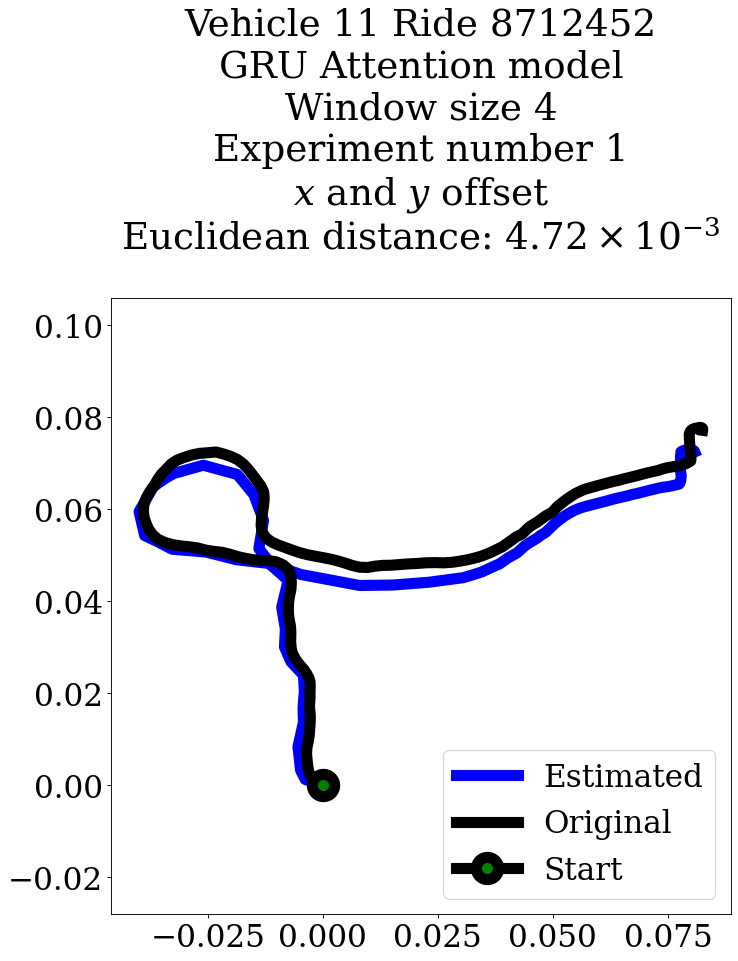 Vehicle 11 Ride 8712452
GRU Attention model
Window size 4
Experiment number 1
x and y offset
Euclidean distance: 4.72 × 10⁻³
0.10
0.08
0.06
0.04
0.02
0.00
−0.02
−0.025 0.000 0.025 0.050 0.075
Estimated
Original
Start